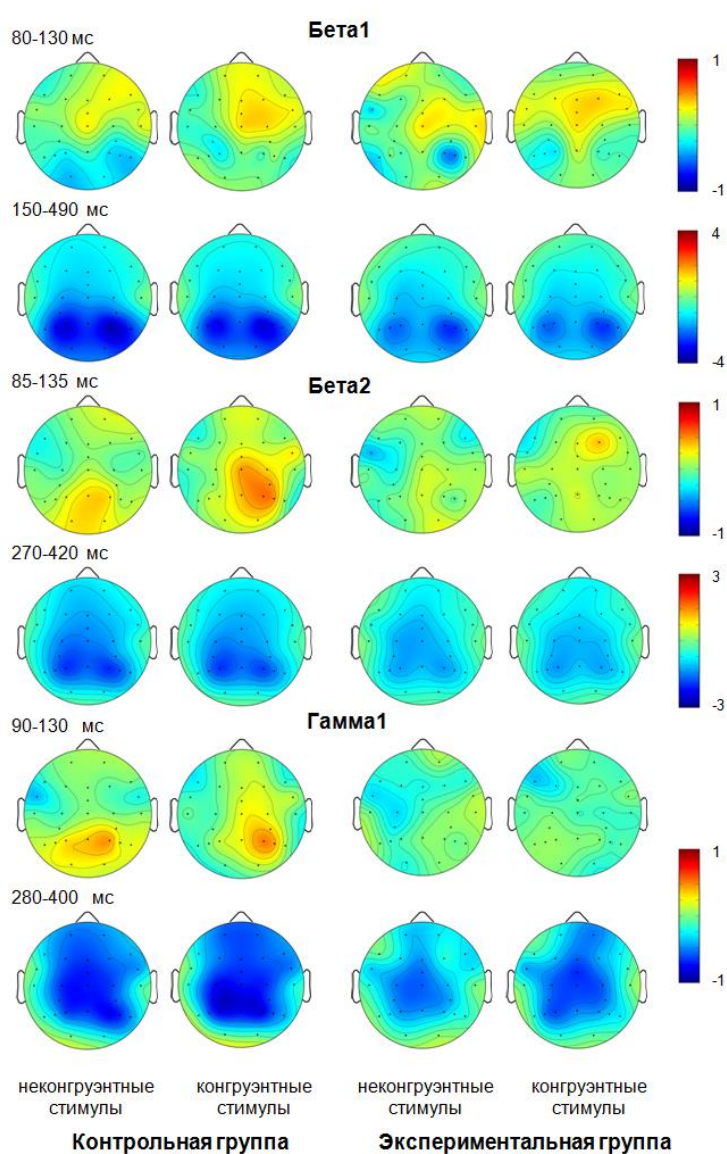 80-130 мс
Бета1
1
-1
150-490 мс
4
-4
85-135 мс
Бета2
1
-1
270-420 мс
3
-3
90-130 мс
Гамма1
1
-1
280-400 мс
неконгруэнтные стимулы
конгруэнтные стимулы
неконгруэнтные стимулы
конгруэнтные стимулы
Контрольная группа
Экспериментальная группа